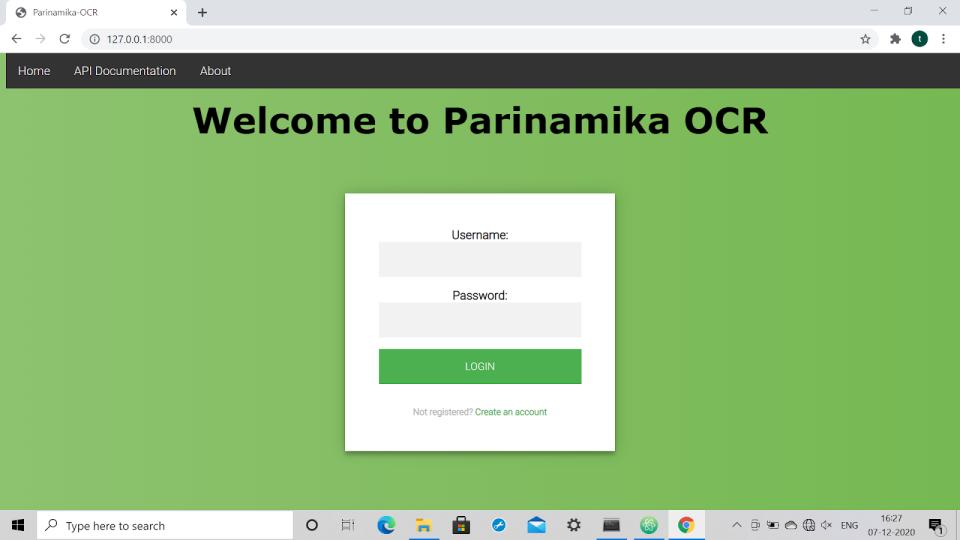 Parinamika-OCR
127.0.0.1:8000
t
Home API Documentation About
Welcome to Parinamika OCR
Username:
Password:
LOGIN
Not registered? Create an account
Type here to search
ENG
16:27
07-12-2020
1